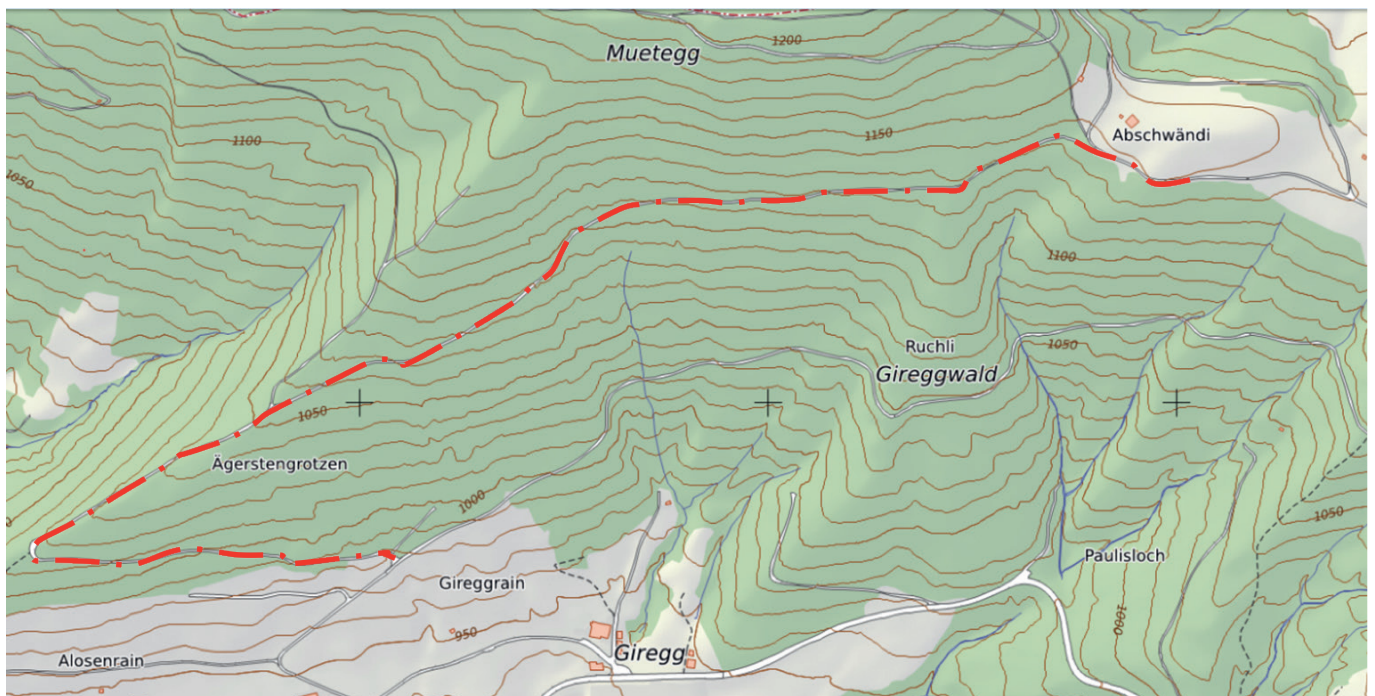 1200
Muetegg
1150
Abschwändi
1100
1050
1100
Ruchli
Gireggwald
1050
1050
Ägerstengrotzen
1000
1050
Gireggrain
Paulisloch
1000
950
Giregg
Alosenrain